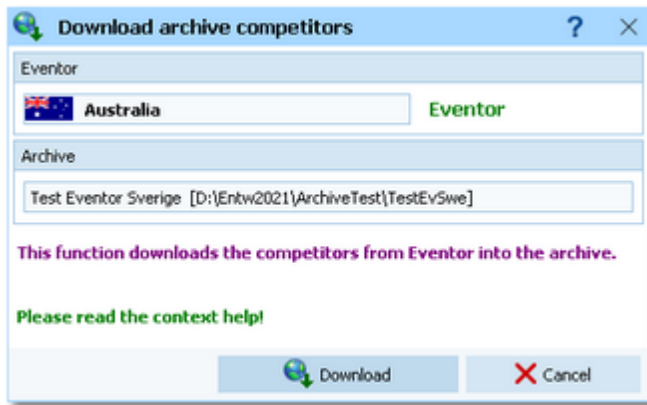 Download archive competitors ?
Eventor
Australia Eventor
Archive
Test Eventor Sverige [D:\Entw2021\ArchiveTest\TestEvSwe]
This function downloads the competitors from Eventor into the archive.
Please read the context help!
Download Cancel